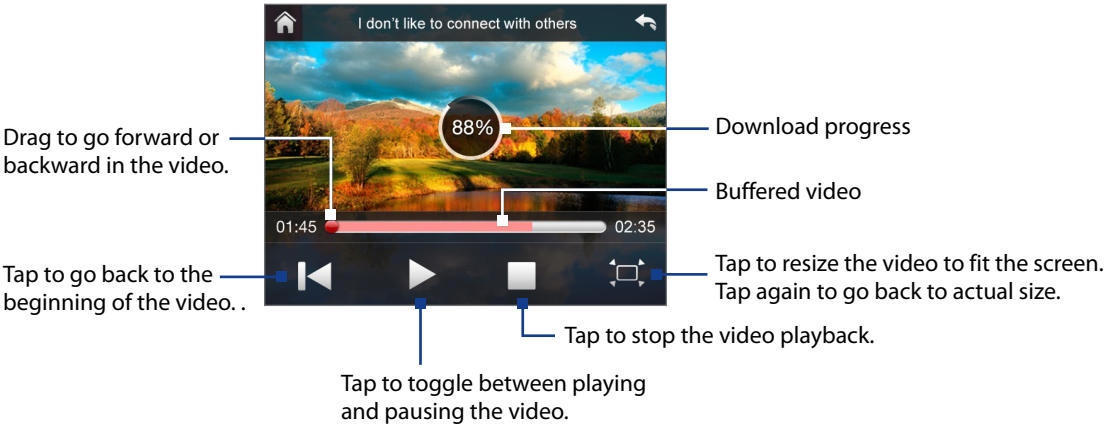 I don't like to connect with others
88%
Drag to go forward or
backward in the video.
Download progress
Buffered video
01:45
02:35
Tap to go back to the
beginning of the video. .
Tap to resize the video to fit the screen.
Tap again to go back to actual size.
Tap to stop the video playback.
Tap to toggle between playing
and pausing the video.